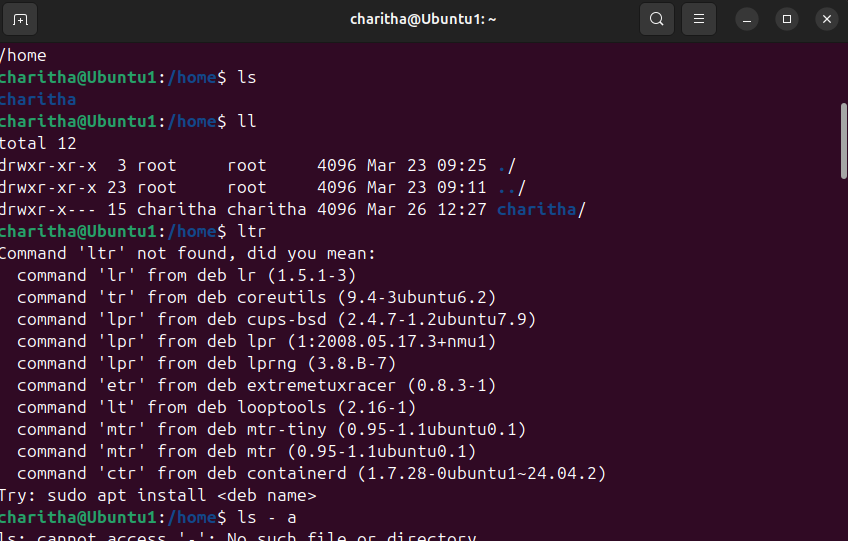 charitha@Ubuntu1: ~
/home
charitha@Ubuntu1:/home$ ls
charitha
charitha@Ubuntu1:/home$ ll
total 12
drwxr-xr-x  3 root     root     4096 Mar 23 09:25 ./
drwxr-xr-x 23 root     root     4096 Mar 23 09:11 ../
drwxr-x--- 15 charitha charitha 4096 Mar 26 12:27 charitha/
charitha@Ubuntu1:/home$ ltr
Command 'ltr' not found, did you mean:
  command 'lr' from deb lr (1.5.1-3)
  command 'tr' from deb coreutils (9.4-3ubuntu6.2)
  command 'lpr' from deb cups-bsd (2.4.7-1.2ubuntu7.9)
  command 'lpr' from deb lpr (1:2008.05.17.3+nmu1)
  command 'lpr' from deb lprng (3.8.B-7)
  command 'etr' from deb extremetuxracer (0.8.3-1)
  command 'lt' from deb looptools (2.16-1)
  command 'mtr' from deb mtr-tiny (0.95-1.1ubuntu0.1)
  command 'mtr' from deb mtr (0.95-1.1ubuntu0.1)
  command 'ctr' from deb containerd (1.7.28-0ubuntu1~24.04.2)
Try: sudo apt install <deb name>
charitha@Ubuntu1:/home$ ls - a
ls: cannot access '-': No such file or directory